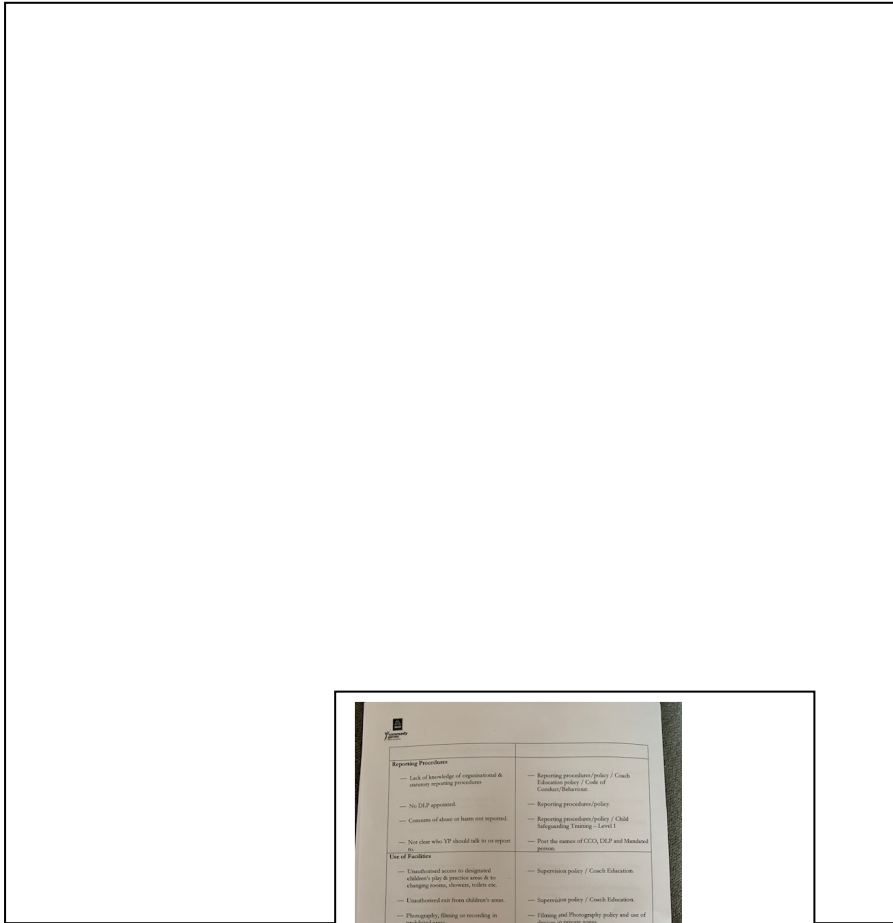 community
Reporting Procedures
— Lack of knowledge of organisational &
statutory reporting procedures
— Reporting procedures/policy / Coach
Education policy / Code of
Conduct/Behaviour.
— No DLP appointed.
— Reporting procedures/policy.
— Concerns of abuse or harm not reported.
— Reporting procedures/policy / Child
Safeguarding Training – Level 1
— Not clear who YP should talk to or report
to.
— Post the names of CCO, DLP and Mandated
person.
Use of Facilities
— Unauthorised access to designated
children's play & practice areas & to
changing rooms, showers, toilets etc.
— Supervision policy / Coach Education.
— Unauthorised exit from children's areas.
— Supervision policy / Coach Education.
— Photography, filming or recording in
— Filming and Photography policy and use of